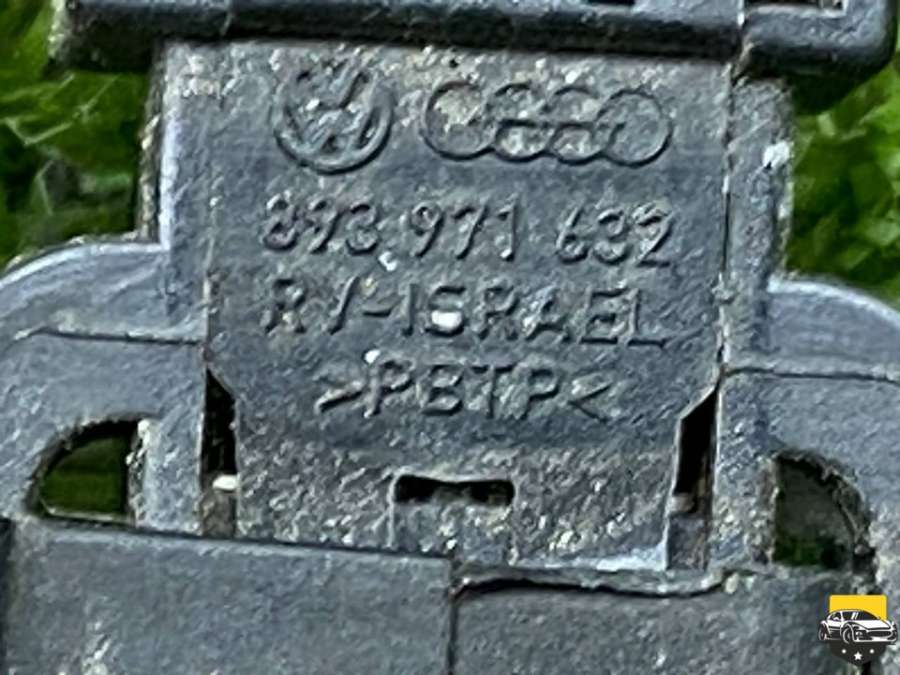 893 971 632
RV-ISRAEL
>PBTP<